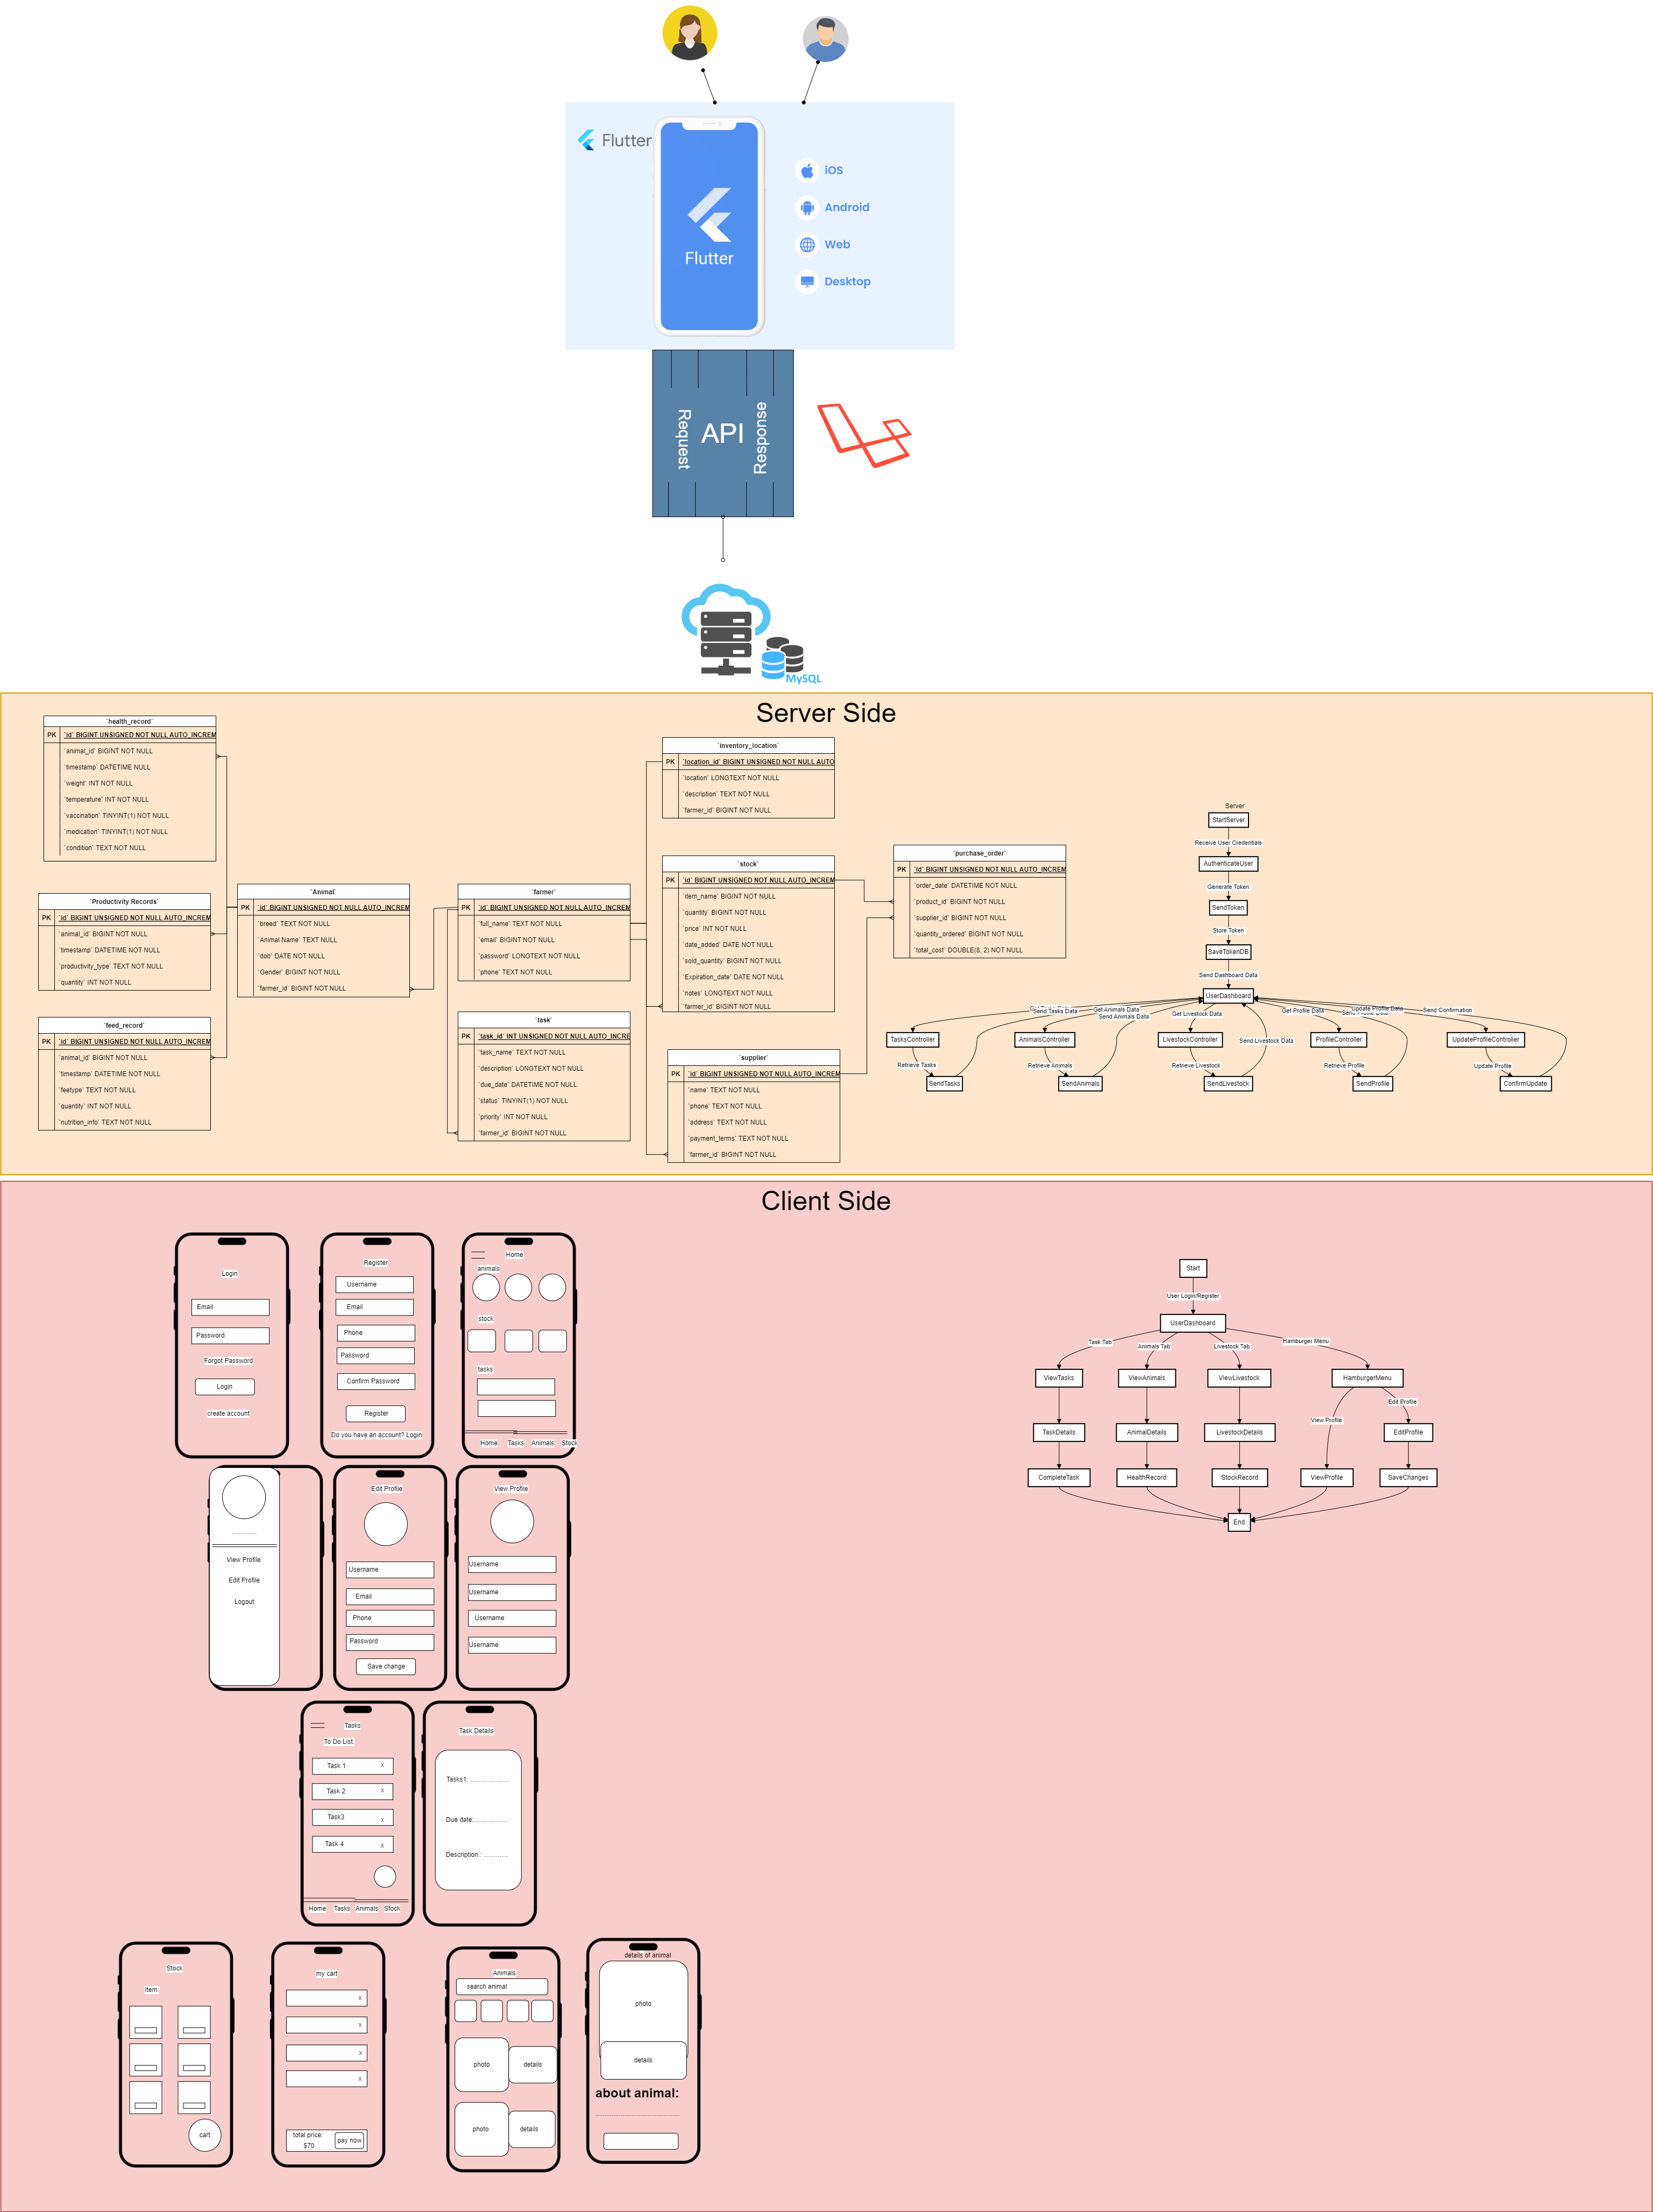 Flutter
Flutter
iOS
Android
Web
Desktop
Request
API
Response
MySQL
Server Side
`health_record`
PK `id` BIGINT UNSIGNED NOT NULL AUTO_INCREM
`animal_id` BIGINT NOT NULL
`timestamp` DATETIME NULL
`weight` INT NOT NULL
`temperature` INT NOT NULL
`vaccination` TINYINT(1) NOT NULL
`medication` TINYINT(1) NOT NULL
`condition` TEXT NOT NULL
`Productivity Records`
PK `id` BIGINT UNSIGNED NOT NULL AUTO_INCREM
`animal_id` BIGINT NOT NULL
`timestamp` DATETIME NOT NULL
`productivity_type` TEXT NOT NULL
`quantity` INT NOT NULL
`feed_record`
PK `id` BIGINT UNSIGNED NOT NULL AUTO_INCREM
`animal_id` BIGINT NOT NULL
`timestamp` DATETIME NOT NULL
`feetype` TEXT NOT NULL
`quantity` INT NOT NULL
`nutrition_info` TEXT NOT NULL
`Animal`
PK `id` BIGINT UNSIGNED NOT NULL AUTO_INCREM
`breed` TEXT NOT NULL
`Animal Name` TEXT NULL
`dob` DATE NOT NULL
`Gender` BIGINT NOT NULL
`farmer_id` BIGINT NOT NULL
`farmer`
PK `id` BIGINT UNSIGNED NOT NULL AUTO_INCREM
`full_name` TEXT NOT NULL
`email` BIGINT NOT NULL
`password` LONGTEXT NOT NULL
`phone` TEXT NOT NULL
`task`
PK `task_id` INT UNSIGNED NOT NULL AUTO_INCRE
`task_name` TEXT NOT NULL
`description` LONGTEXT NOT NULL
`due_date` DATETIME NOT NULL
`status` TINYINT(1) NOT NULL
`priority` INT NOT NULL
`farmer_id` BIGINT NOT NULL
`inventory_location`
PK `location_id` BIGINT UNSIGNED NOT NULL AUTO
`location` LONGTEXT NOT NULL
`description` TEXT NOT NULL
`farmer_id` BIGINT NOT NULL
`stock`
PK `id` BIGINT UNSIGNED NOT NULL AUTO_INCREM
`item_name` BIGINT NOT NULL
`quantity` BIGINT NOT NULL
`price` INT NOT NULL
`date_added` DATE NOT NULL
`sold_quantity` BIGINT NOT NULL
`Expiration_date` DATE NOT NULL
`notes` LONGTEXT NOT NULL
`farmer_id` BIGINT NOT NULL
`supplier`
PK `id` BIGINT UNSIGNED NOT NULL AUTO_INCREM
`name` TEXT NOT NULL
`phone` TEXT NOT NULL
`address` TEXT NOT NULL
`payment_terms` TEXT NOT NULL
`farmer_id` BIGINT NOT NULL
`purchase_order`
PK `id` BIGINT UNSIGNED NOT NULL AUTO_INCREM
`order_date` DATETIME NOT NULL
`product_id` BIGINT NOT NULL
`supplier_id` BIGINT NOT NULL
`quantity_ordered` BIGINT NOT NULL
`total_cost` DOUBLE(8, 2) NOT NULL
Server
StartServer
Receive User Credentials
AuthenticateUser
Generate Token
SendToken
Store Token
SaveTokenDB
Send Dashboard Data
UserDashboard
Send Tasks Data
Get Animals Data
Send Animals Data
Get Livestock Data
Send Livestock Data
Get Profile Data
Update Profile Data
Send Confirmation
TasksController
AnimalsController
LivestockController
ProfileController
UpdateProfileController
Retrieve Tasks
Retrieve Animals
Retrieve Livestock
Retrieve Profile
Update Profile
SendTasks
SendAnimals
SendLivestock
SendProfile
ConfirmUpdate
Client Side
Login
Email
Password
Forgot Password
Login
create account
Register
Username
Email
Phone
Password
Confirm Password
Register
Do you have an account? Login
Home
animals
stock
tasks
Home Tasks Animals Stock
Start
User Login/Register
UserDashboard
Task Tab
Animals Tab
Livestock Tab
Hamburger Menu
ViewTasks
ViewAnimals
ViewLivestock
HamburgerMenu
View Profile
Edit Profile
TaskDetails
AnimalDetails
LivestockDetails
EditProfile
CompleteTask
HealthRecord
StockRecord
ViewProfile
SaveChanges
End
..............
View Profile
Edit Profile
Logout
Edit Profile
Username
Email
Phone
Password
Save change
View Profile
Username
Username
Username
Username
Tasks
To Do List:
Task 1 X
Task 2 X
Task3 X
Task 4 X
Home Tasks Animals Stock
Task Details
Tasks1: ......................
Due date:...................
Description:: ..............
Stock
Item:
cart
my cart
X
X
X
X
total price:
$70
pay now
Animals
search animal
photo
details
photo
details
details of animal
photo
details
about animal: